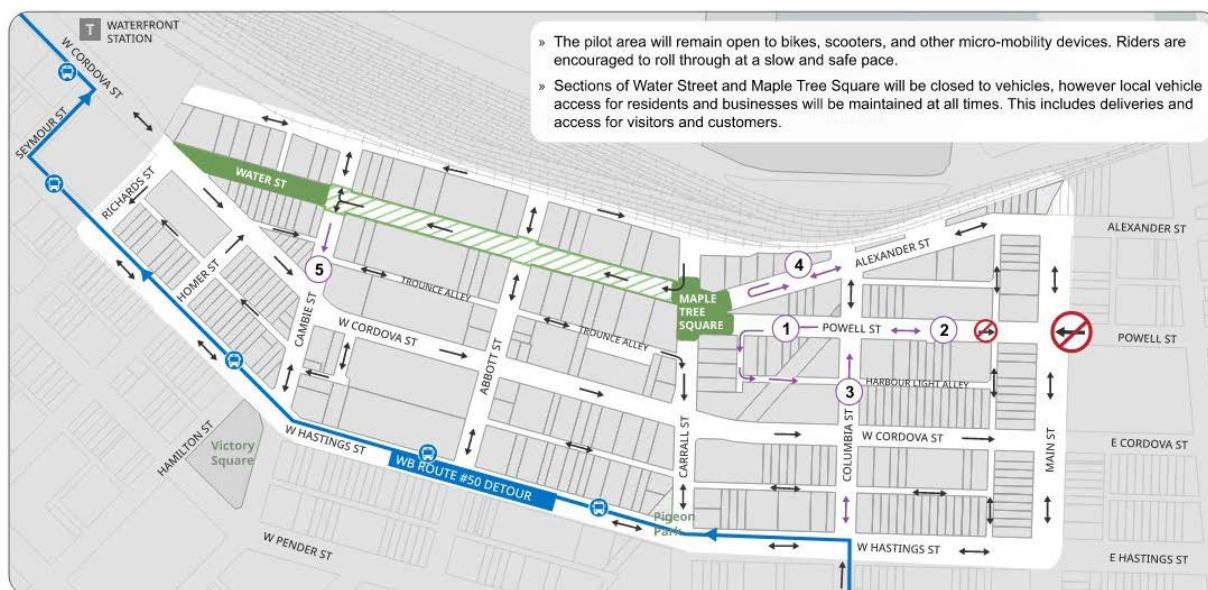 T WATERFRONT
STATION
» The pilot area will remain open to bikes, scooters, and other micro-mobility devices. Riders are
encouraged to roll through at a slow and safe pace.
» Sections of Water Street and Maple Tree Square will be closed to vehicles, however local vehicle
access for residents and businesses will be maintained at all times. This includes deliveries and
access for visitors and customers.
W CORDOVA ST
SEYMOUR ST
RICHARDS ST
WATER ST
HOMER ST
5
CAMBIE ST
TROUNCE ALLEY
W CORDOVA ST
ABBOTT ST
TROUNCE ALLEY
MAPLE
TREE
SQUARE
4
ALEXANDER ST
ALEXANDER ST
1
POWELL ST
2
POWELL ST
3
HARBOUR LIGHT ALLEY
HAMILTON ST
Victory
Square
W HASTINGS ST
WB ROUTE #50 DETOUR
CARRALL ST
COLUMBIA ST
W CORDOVA ST
MAIN ST
E CORDOVA ST
Pigeon
Park
W PENDER ST
W HASTINGS ST
E HASTINGS ST